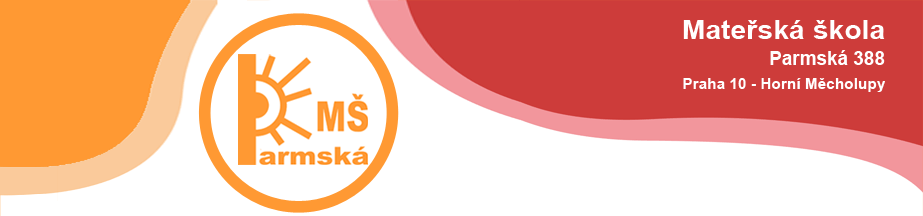 MŠ
Parmská
Mateřská škola
Parmská 388
Praha 10 - Horní Měcholupy